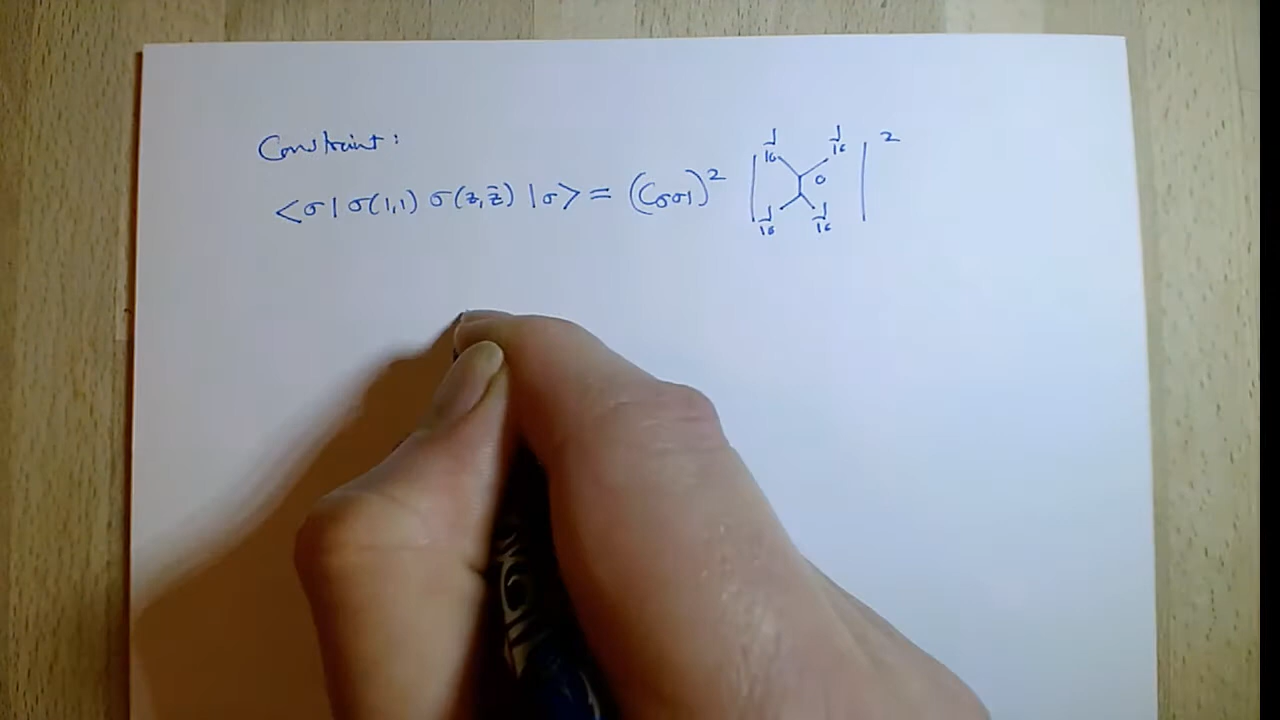 Constraint:
<σ| σ(1,1) σ(z,z̄) |σ> = (Cσσ1)² | 1/16 1/16 0 1/16 1/16 |²